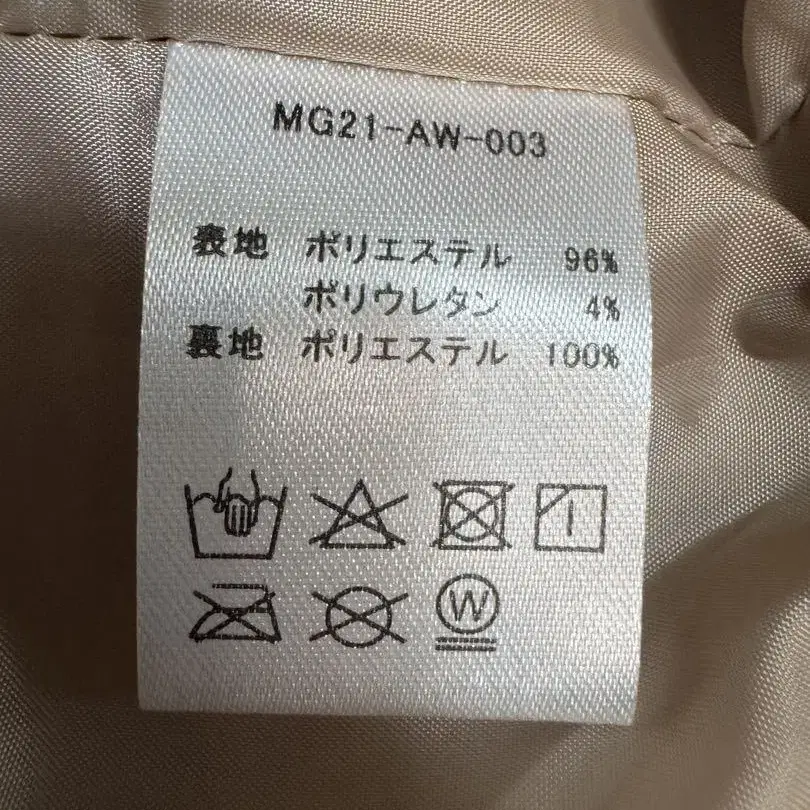 MG21-AW-003
表地 ポリエステル 96%
ポリウレタン 4%
裏地 ポリエステル 100%
W